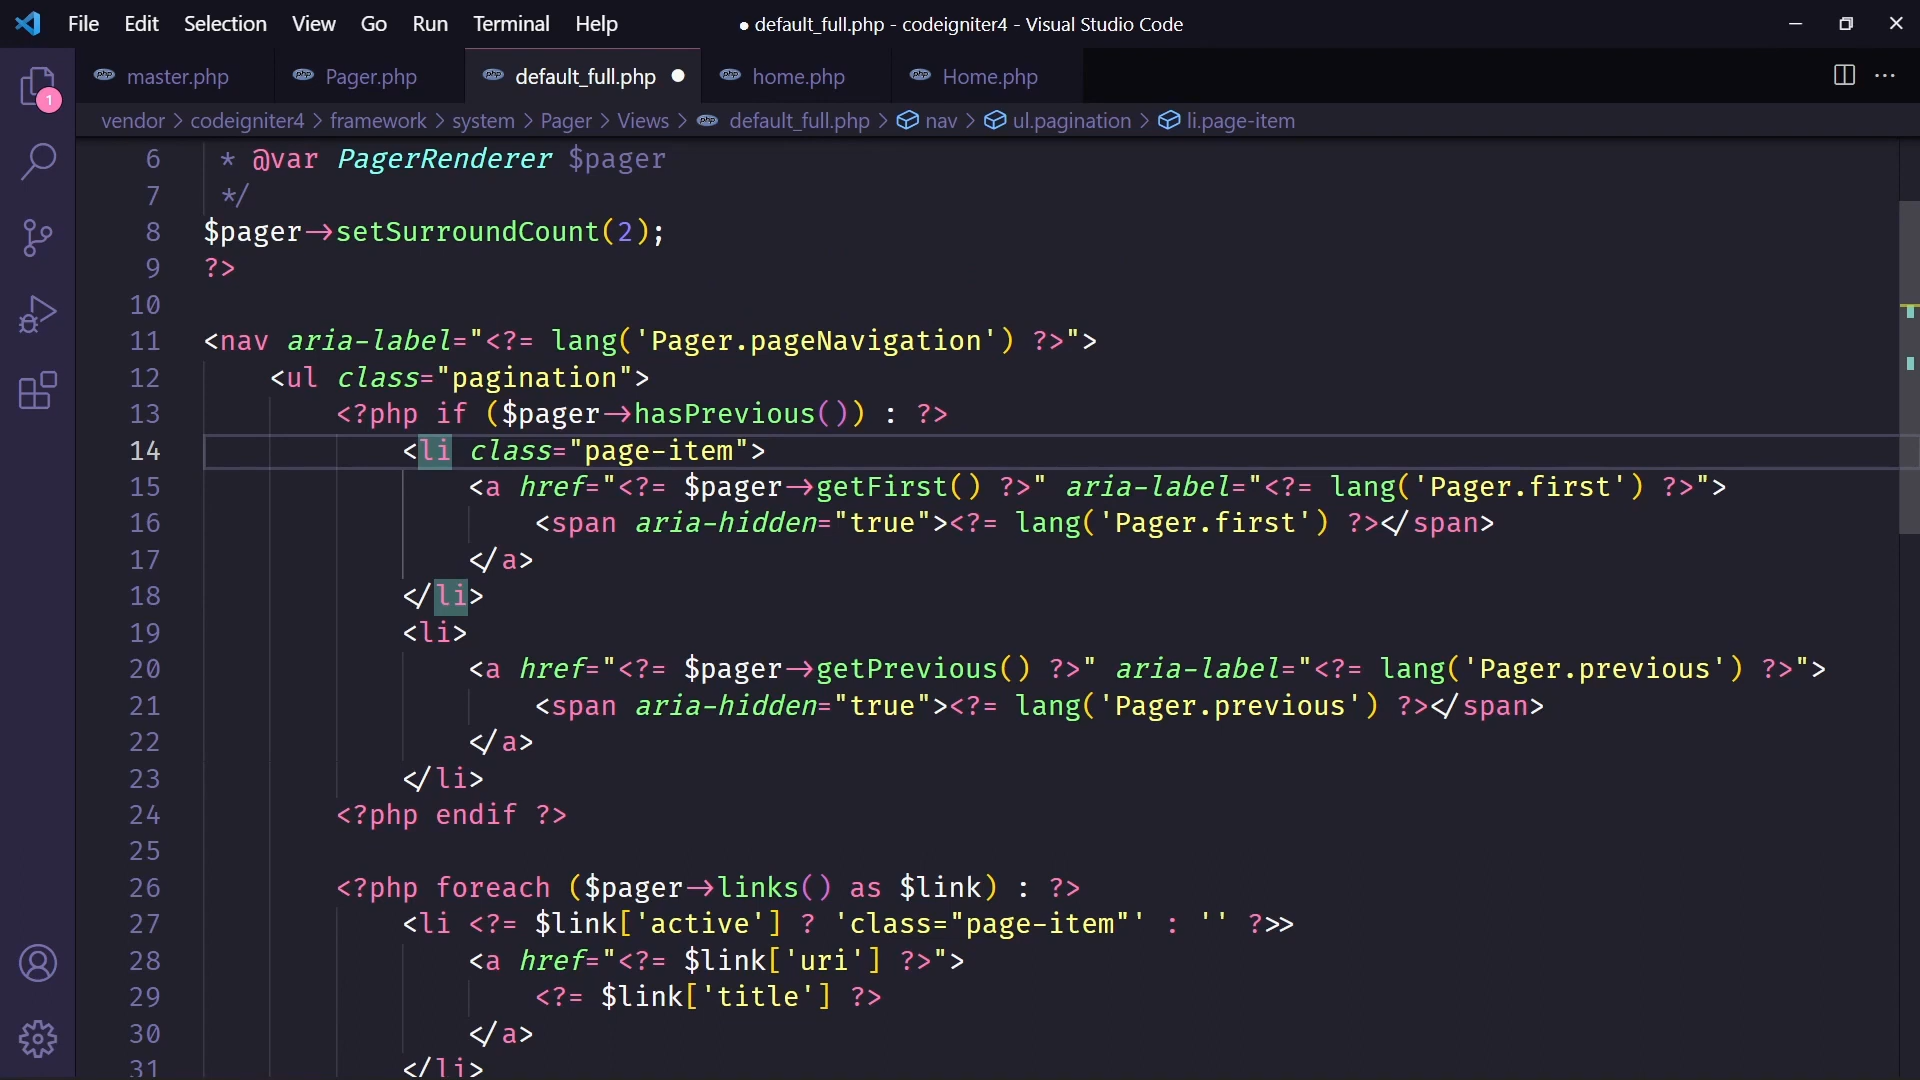 File Edit Selection View Go Run Terminal Help
● default_full.php - codeigniter4 - Visual Studio Code
1
master.php
Pager.php
default_full.php
home.php
Home.php
vendor > codeigniter4 > framework > system > Pager > Views > default_full.php > nav > ul.pagination > li.page-item
6 * @var PagerRenderer $pager
7 */
8 $pager->setSurroundCount(2);
9 ?>
10
11 <nav aria-label="<?= lang('Pager.pageNavigation') ?>">
12 <ul class="pagination">
13 <?php if ($pager->hasPrevious()) : ?>
14 <li class="page-item">
15 <a href="<?= $pager->getFirst() ?>" aria-label="<?= lang('Pager.first') ?>">
16 <span aria-hidden="true"><?= lang('Pager.first') ?></span>
17 </a>
18 </li>
19 <li>
20 <a href="<?= $pager->getPrevious() ?>" aria-label="<?= lang('Pager.previous') ?>">
21 <span aria-hidden="true"><?= lang('Pager.previous') ?></span>
22 </a>
23 </li>
24 <?php endif ?>
25
26 <?php foreach ($pager->links() as $link) : ?>
27 <li <?= $link['active'] ? 'class="page-item"' : '' ?>>
28 <a href="<?= $link['uri'] ?>">
29 <?= $link['title'] ?>
30 </a>
31 </li>